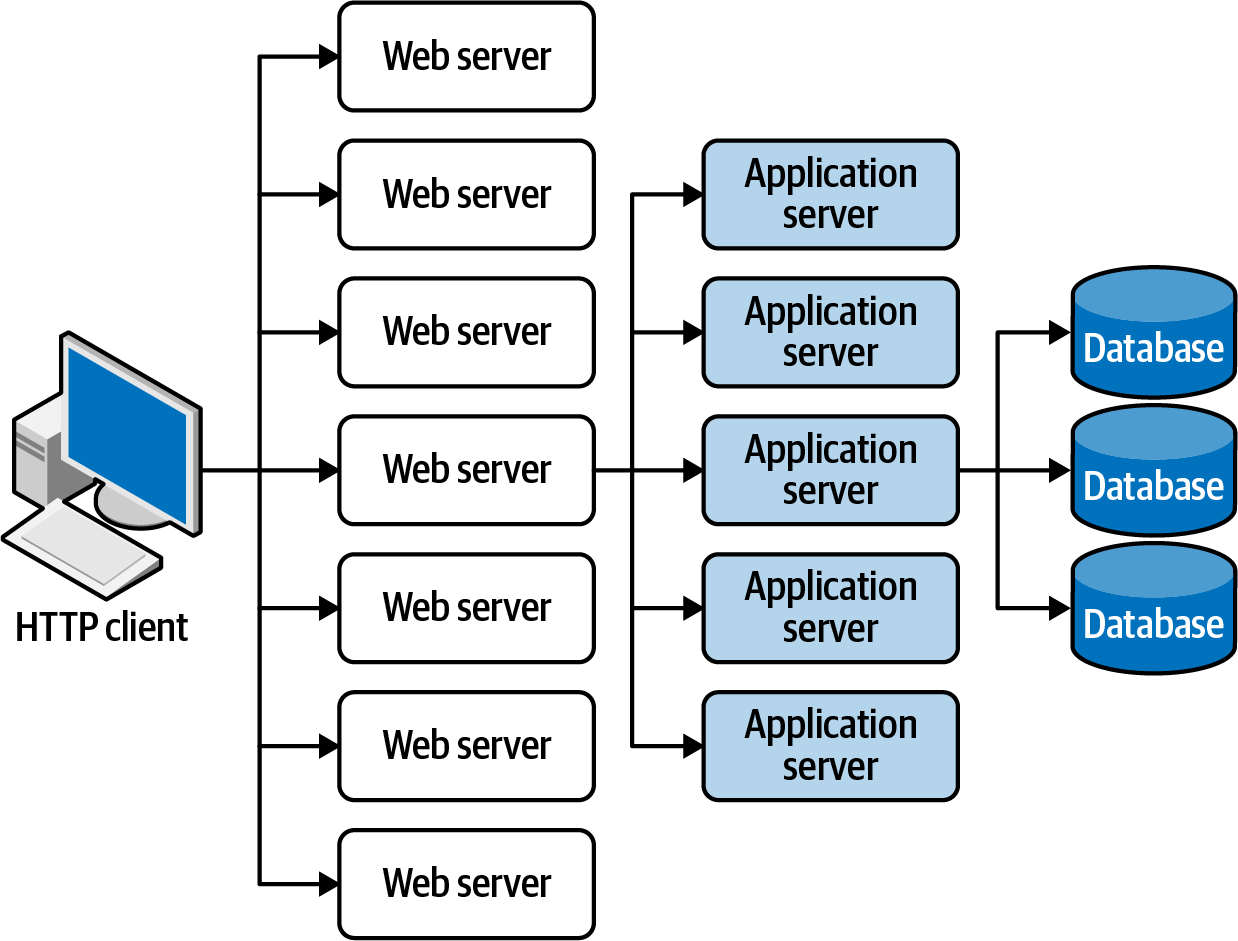 Web server
Web server
Web server
Web server
Web server
Web server
Web server
Application
server
Application
server
Application
server
Application
server
Application
server
Database
Database
Database
HTTP client